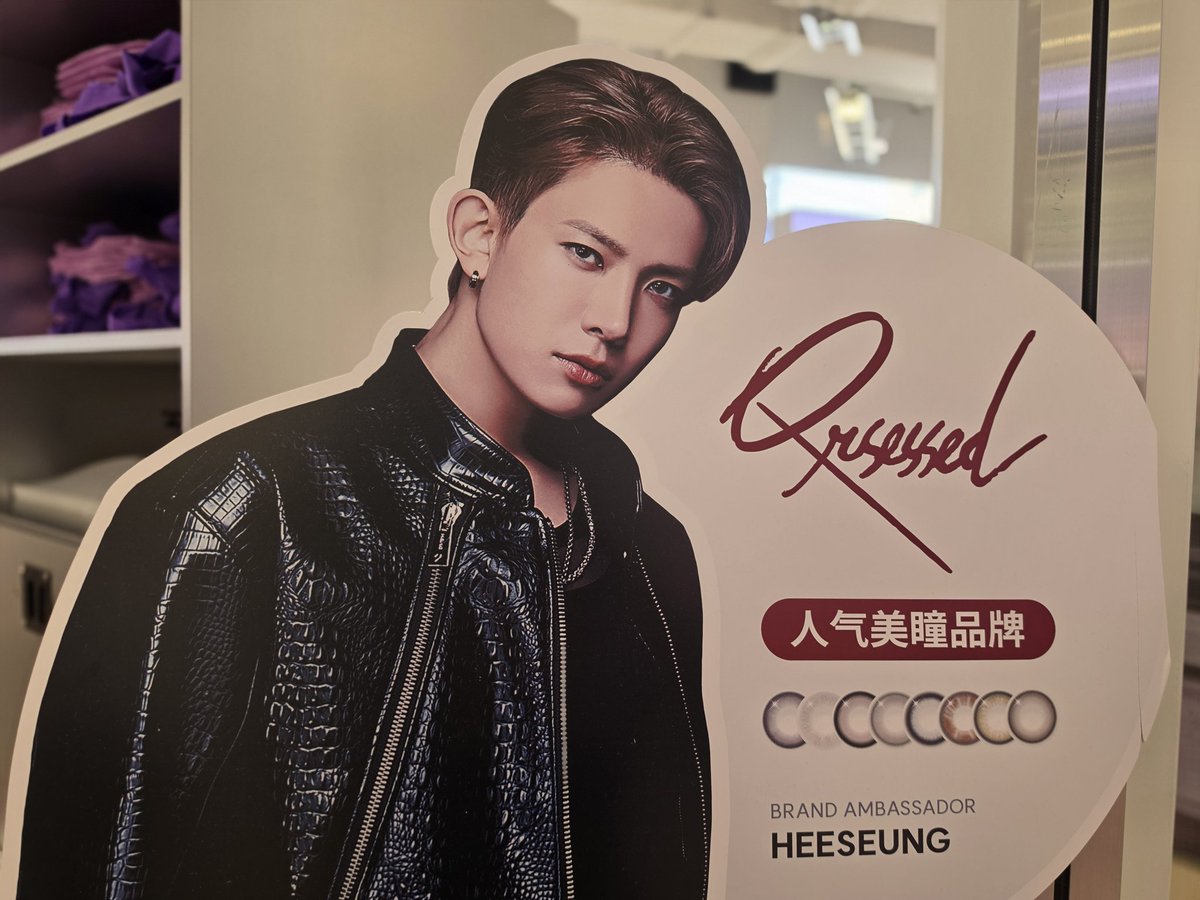 Qrsessed
人气美瞳品牌
BRAND AMBASSADOR
HEESEUNG